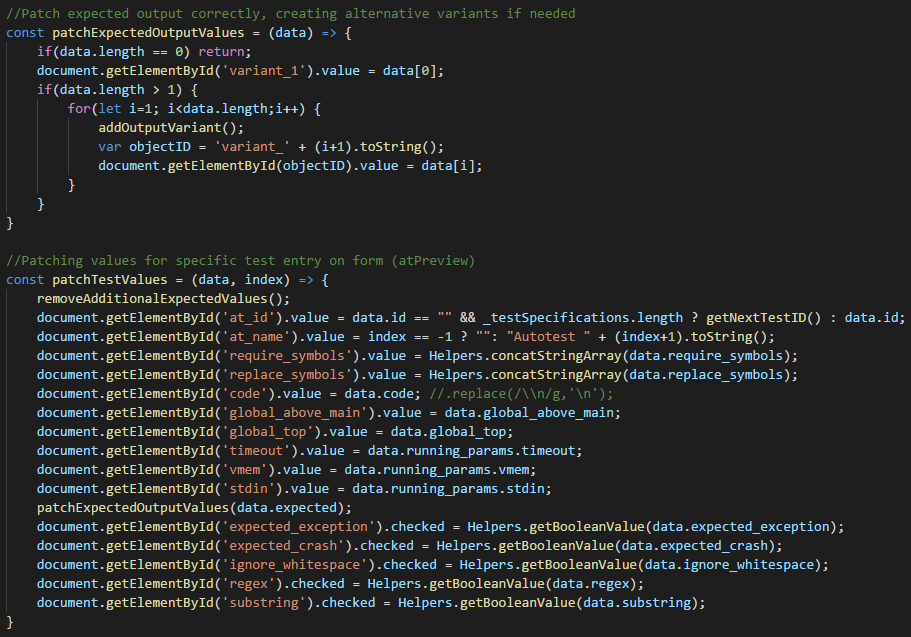 //Patch expected output correctly, creating alternative variants if needed
const patchExpectedOutputValues = (data) => {
    if(data.length == 0) return;
    document.getElementById('variant_1').value = data[0];
    if(data.length > 1) {
        for(let i=1; i<data.length;i++) {
            addOutputVariant();
            var objectID = 'variant_' + (i+1).toString();
            document.getElementById(objectID).value = data[i];
        }
    }
}

//Patching values for specific test entry on form (atPreview)
const patchTestValues = (data, index) => {
    removeAdditionalExpectedValues();
    document.getElementById('at_id').value = data.id == "" && _testSpecifications.length ? getNextTestID() : data.id;
    document.getElementById('at_name').value = index == -1 ? "": "Autotest " + (index+1).toString();
    document.getElementById('require_symbols').value = Helpers.concatStringArray(data.require_symbols);
    document.getElementById('replace_symbols').value = Helpers.concatStringArray(data.replace_symbols);
    document.getElementById('code').value = data.code; //.replace(/\\n/g,'\n');
    document.getElementById('global_above_main').value = data.global_above_main;
    document.getElementById('global_top').value = data.global_top;
    document.getElementById('timeout').value = data.running_params.timeout;
    document.getElementById('vmem').value = data.running_params.vmem;
    document.getElementById('stdin').value = data.running_params.stdin;
    patchExpectedOutputValues(data.expected);
    document.getElementById('expected_exception').checked = Helpers.getBooleanValue(data.expected_exception);
    document.getElementById('expected_crash').checked = Helpers.getBooleanValue(data.expected_crash);
    document.getElementById('ignore_whitespace').checked = Helpers.getBooleanValue(data.ignore_whitespace);
    document.getElementById('regex').checked = Helpers.getBooleanValue(data.regex);
    document.getElementById('substring').checked = Helpers.getBooleanValue(data.substring);
}